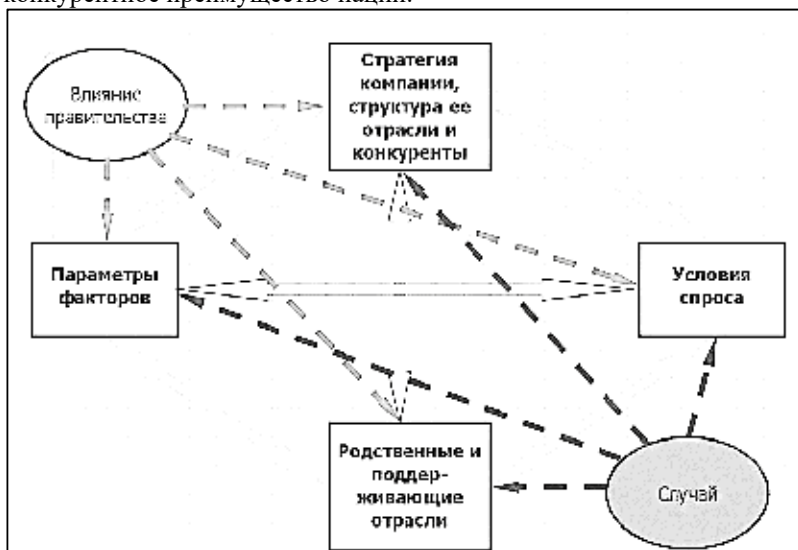 конкурентное преимущество наций.
Влияние
правительства
Стратегия
компании,
структура ее
отрасли и
конкуренты
Параметры
факторов
Условия
спроса
Родственные и
поддер-
живающие
отрасли
Случай